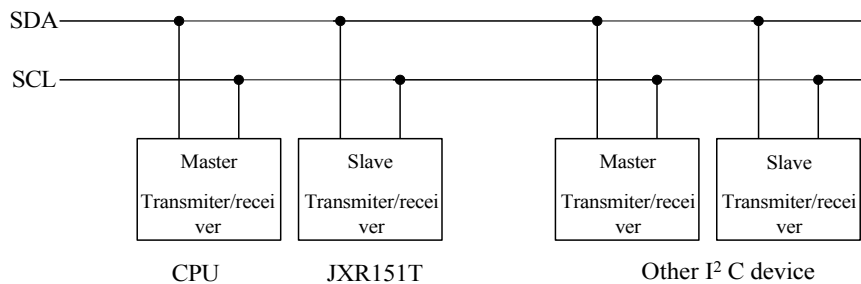 SDA
SCL
Master
Transmiter/recei
ver
Slave
Transmiter/recei
ver
Master
Transmiter/recei
ver
Slave
Transmiter/recei
ver
CPU
JXR151T
Other I² C device